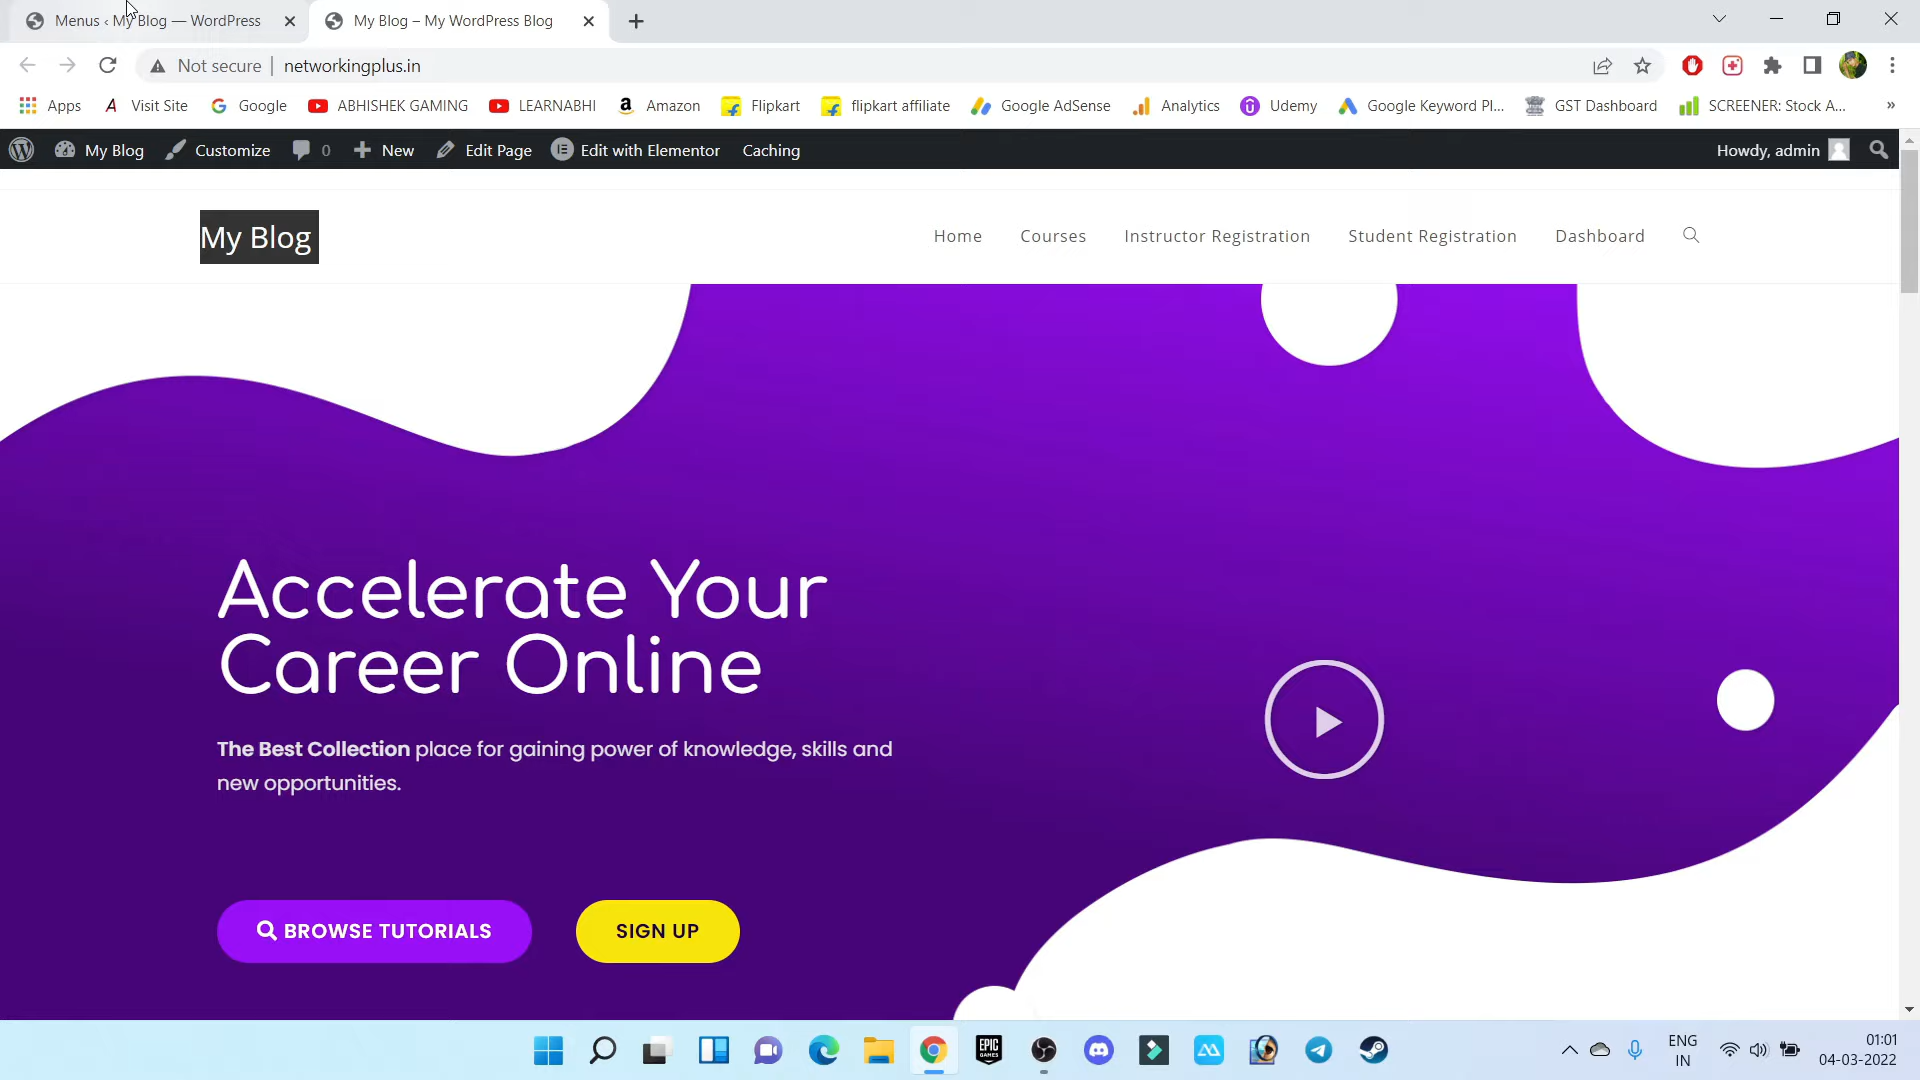 Menus ‹ My Blog — WordPress
My Blog – My WordPress Blog
Not secure | networkingplus.in
Apps
Visit Site
Google
ABHISHEK GAMING
LEARNABHI
Amazon
Flipkart
flipkart affiliate
Google AdSense
Analytics
Udemy
Google Keyword Pl...
GST Dashboard
SCREENER: Stock A...
»
My Blog
Customize
0
New
Edit Page
Edit with Elementor
Caching
Howdy, admin
My Blog
Home
Courses
Instructor Registration
Student Registration
Dashboard
Accelerate Your
Career Online
The Best Collection place for gaining power of knowledge, skills and
new opportunities.
BROWSE TUTORIALS
SIGN UP
EPIC
GAMES
ENG
IN
01:01
04-03-2022